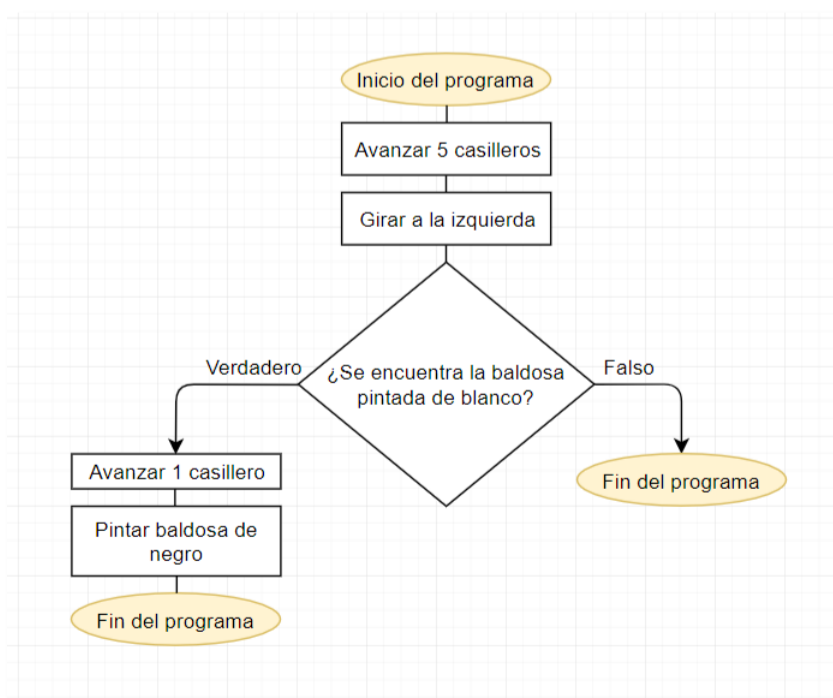 Inicio del programa
Avanzar 5 casilleros
Girar a la izquierda
¿Se encuentra la baldosa
pintada de blanco?
Verdadero
Falso
Avanzar 1 casillero
Pintar baldosa de
negro
Fin del programa
Fin del programa